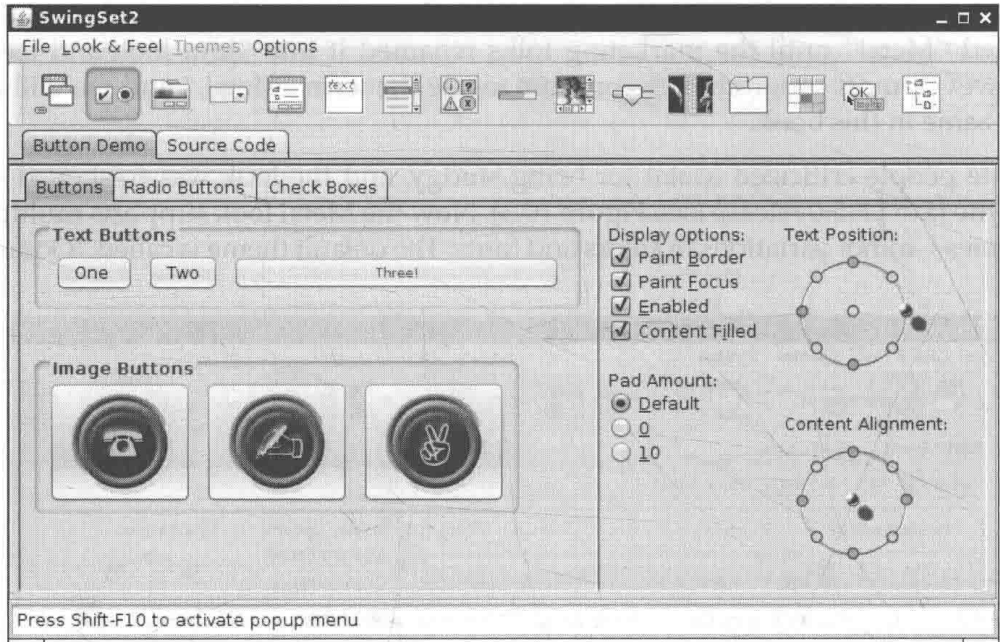 SwingSet2
File Look & Feel Themes Options
text
OK
Button Demo Source Code
Buttons Radio Buttons Check Boxes
Text Buttons
One Two Three!
Image Buttons
Display Options:
Paint Border
Paint Focus
Enabled
Content Filled
Pad Amount:
Default
0
10
Text Position:
Content Alignment:
Press Shift-F10 to activate popup menu